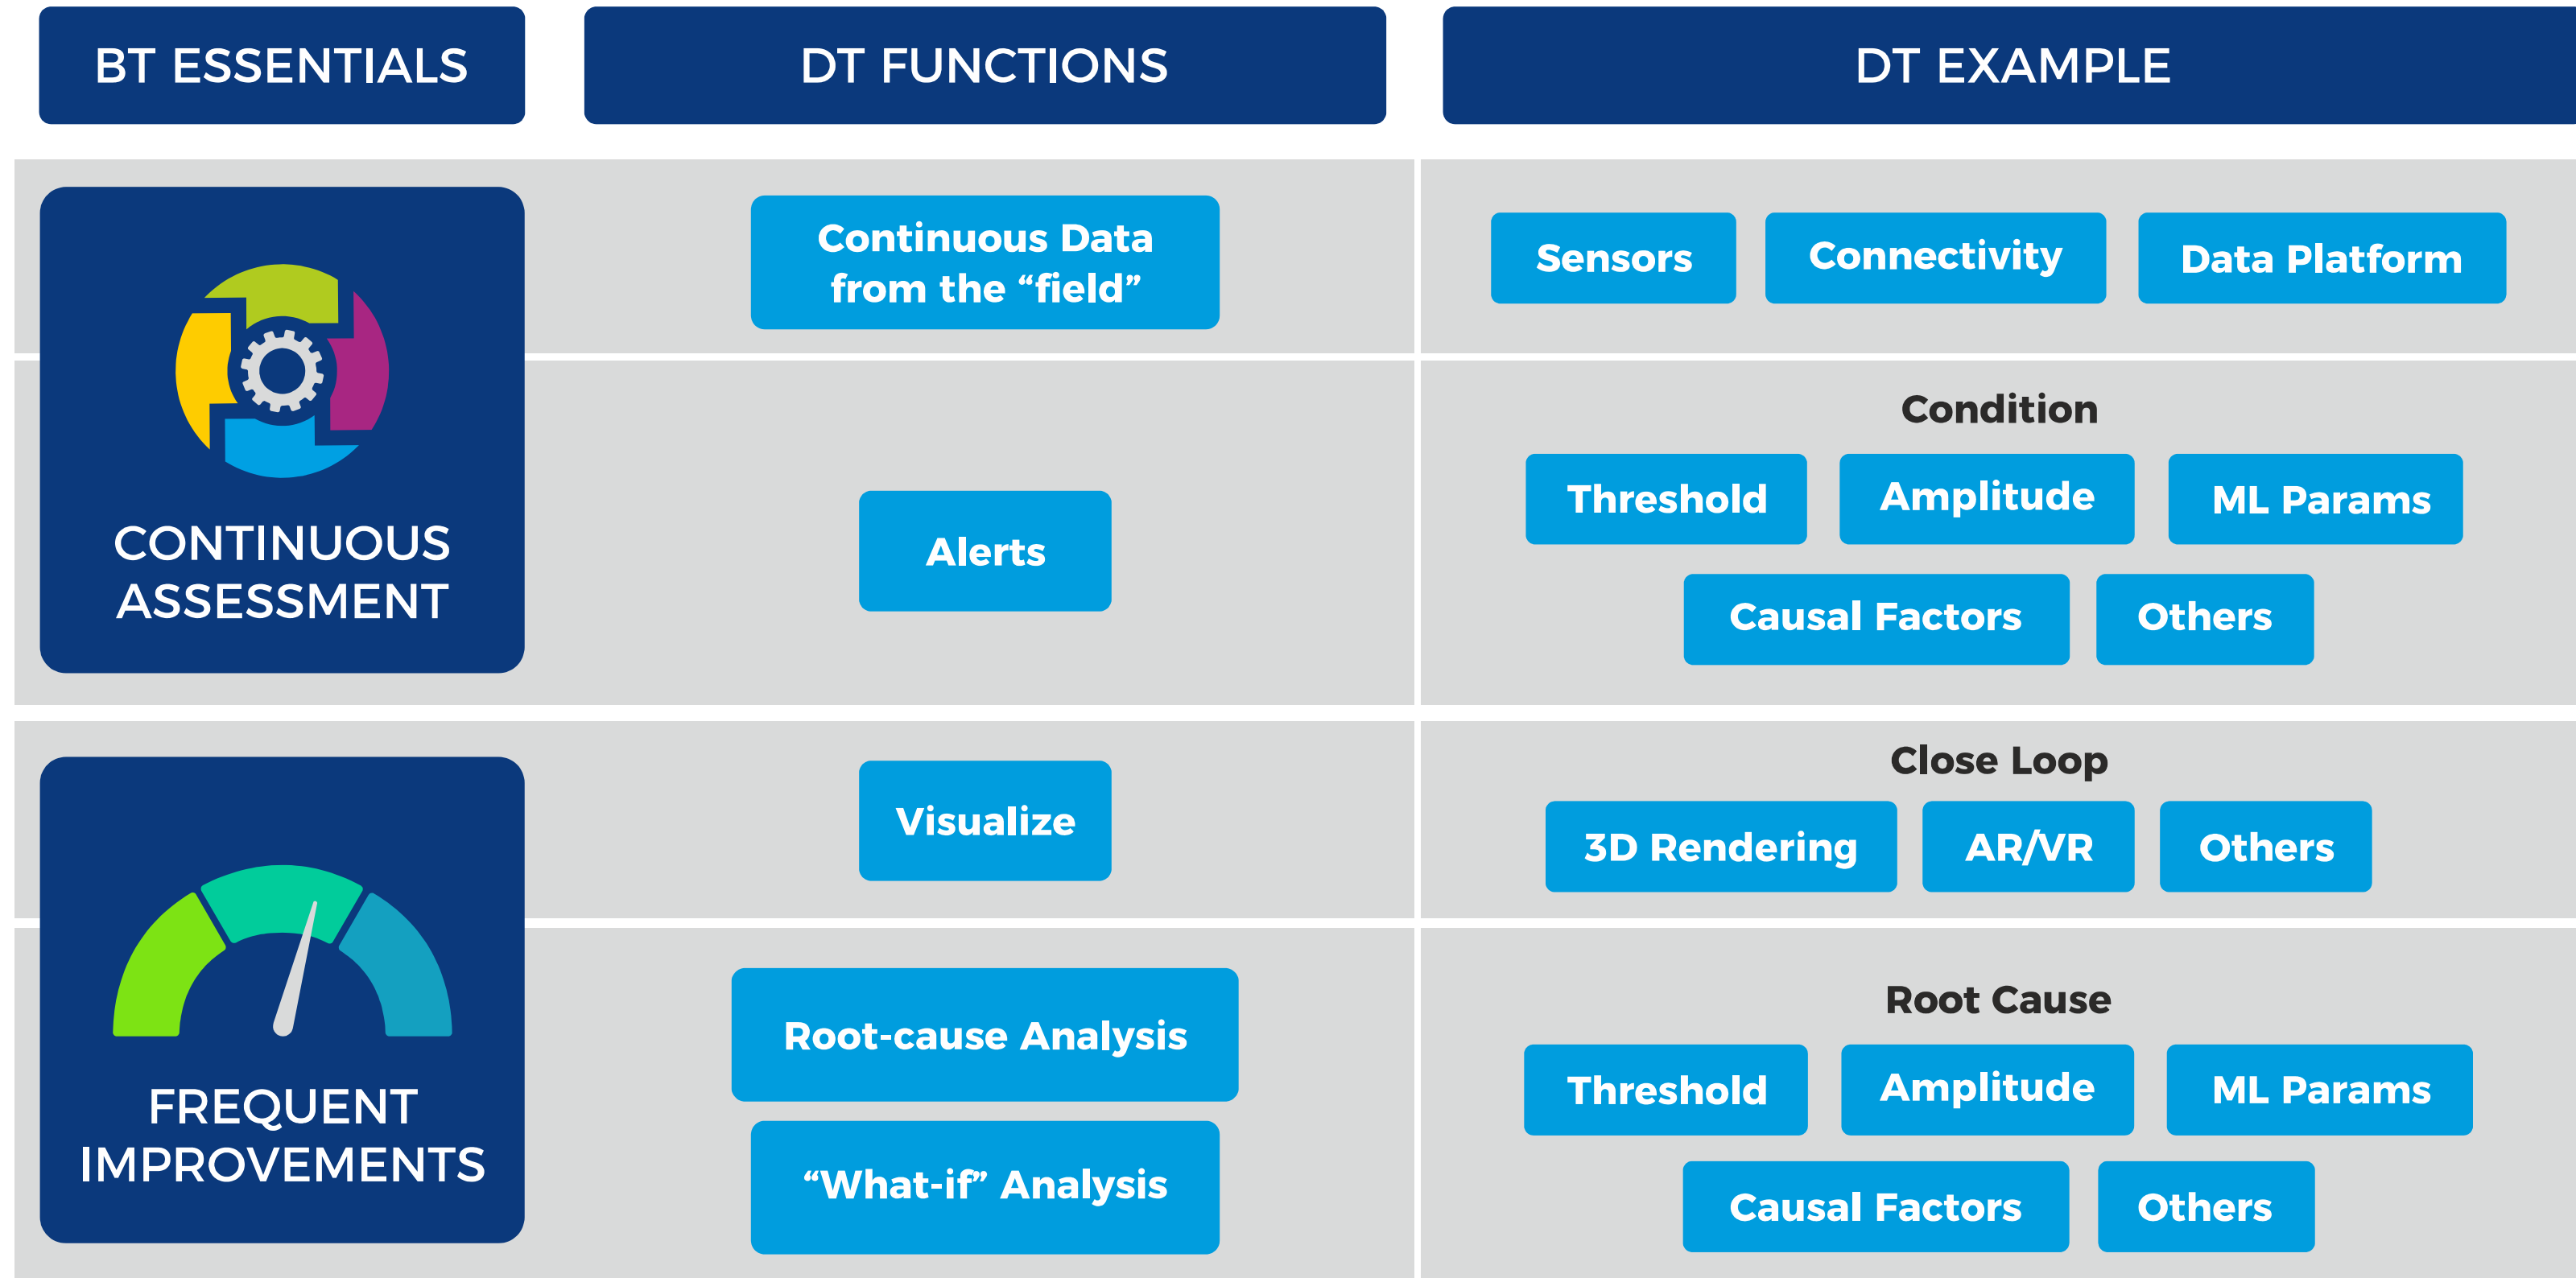 BT ESSENTIALS
DT FUNCTIONS
DT EXAMPLE
CONTINUOUS
ASSESSMENT
Continuous Data
from the “field”
Sensors
Connectivity
Data Platform
Alerts
Condition
Threshold
Amplitude
ML Params
Causal Factors
Others
FREQUENT
IMPROVEMENTS
Visualize
Close Loop
3D Rendering
AR/VR
Others
Root-cause Analysis
“What-if” Analysis
Root Cause
Threshold
Amplitude
ML Params
Causal Factors
Others